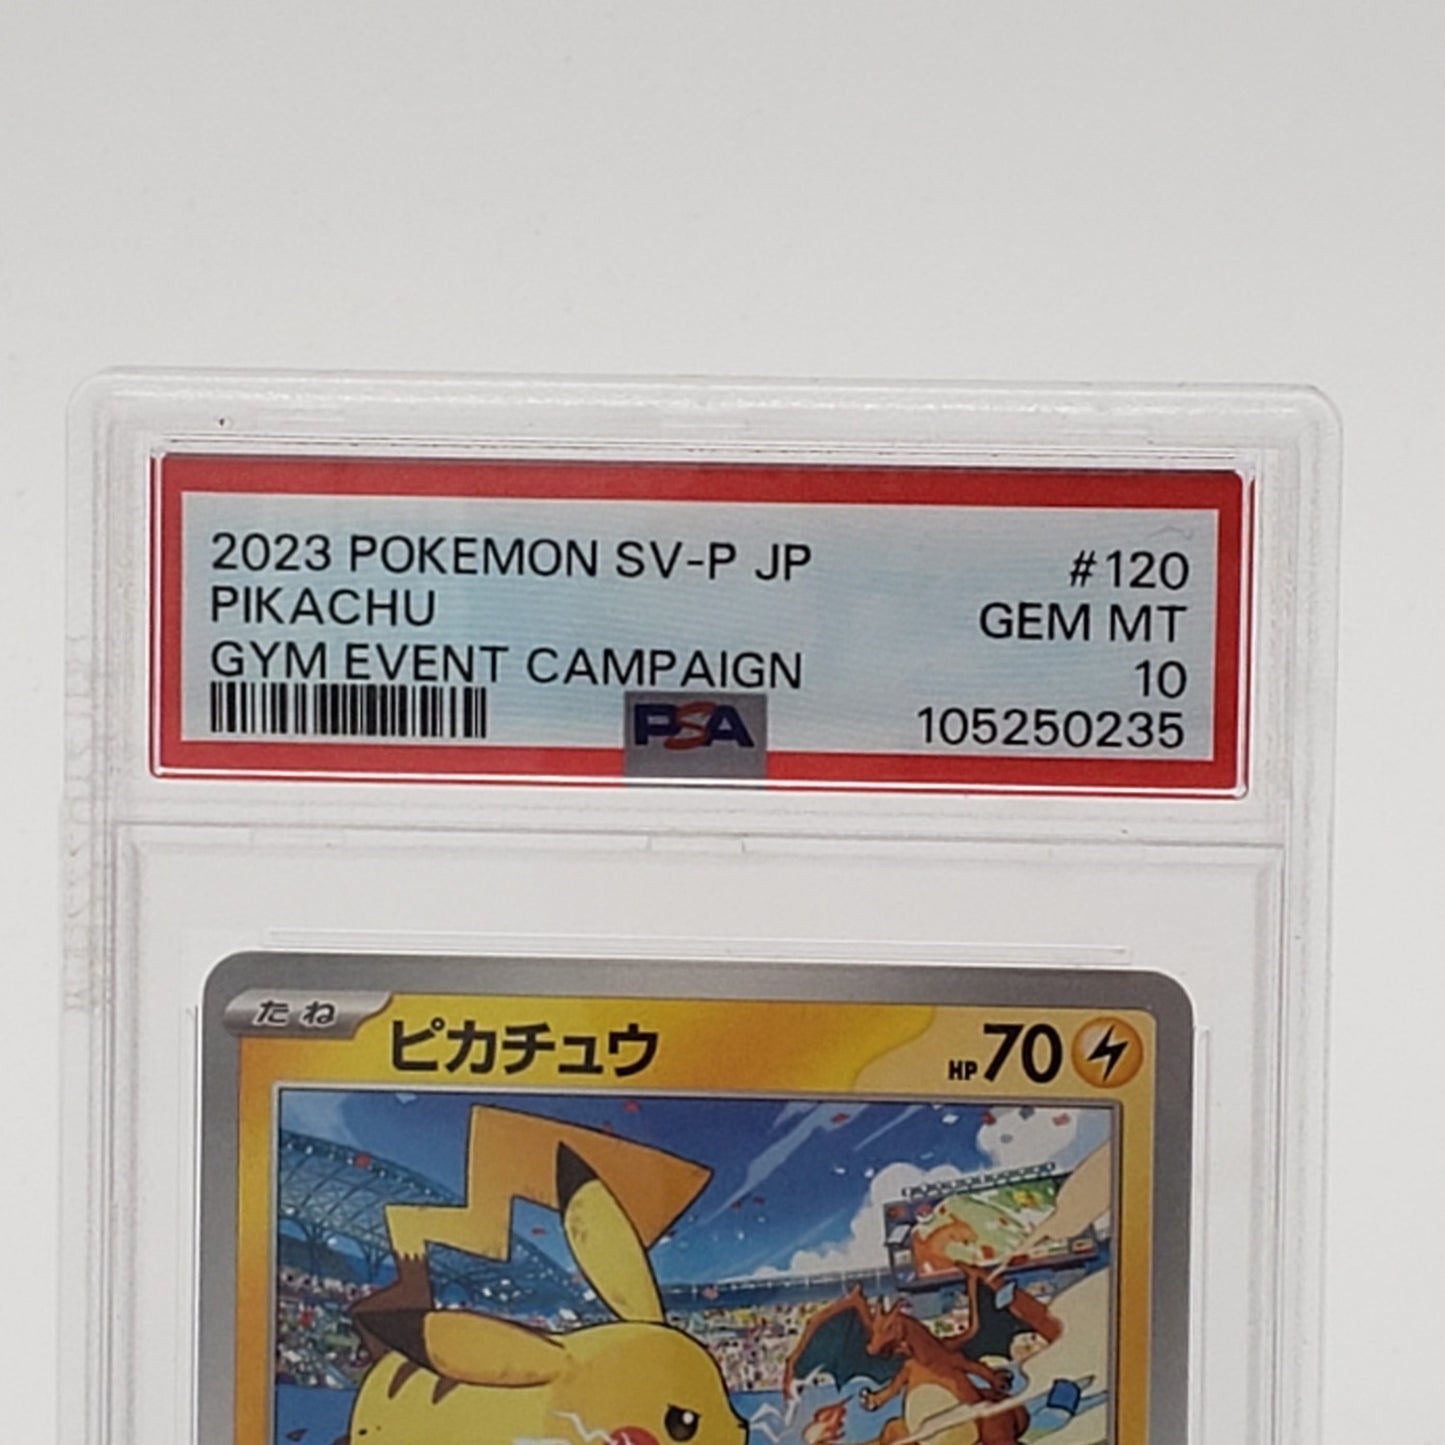 2023 POKEMON SV-P JP #120
PIKACHU GEM MT
GYM EVENT CAMPAIGN 10
PSA 105250235
たね ピカチュウ HP70